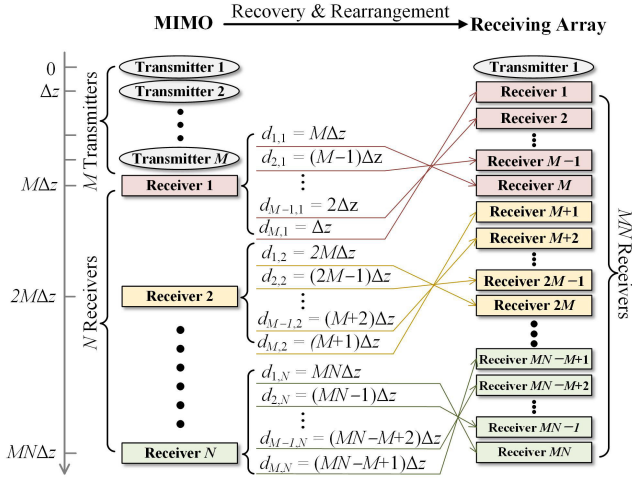 MIMO
Recovery & Rearrangement
Receiving Array
0
Δz
MΔz
2MΔz
MNΔz
M Transmitters
N Receivers
Transmitter 1
Transmitter 2
Transmitter M
Receiver 1
Receiver 2
Receiver N
d1,1 = MΔz
d2,1 = (M−1)Δz
dM−1,1 = 2Δz
dM,1 = Δz
d1,2 = 2MΔz
d2,2 = (2M−1)Δz
dM−1,2 = (M+2)Δz
dM,2 = (M+1)Δz
d1,N = MNΔz
d2,N = (MN−1)Δz
dM−1,N = (MN−M+2)Δz
dM,N = (MN−M+1)Δz
Transmitter 1
Receiver 1
Receiver 2
Receiver M−1
Receiver M
Receiver M+1
Receiver M+2
Receiver 2M−1
Receiver 2M
Receiver MN−M+1
Receiver MN−M+2
Receiver MN−1
Receiver MN
MN Receivers